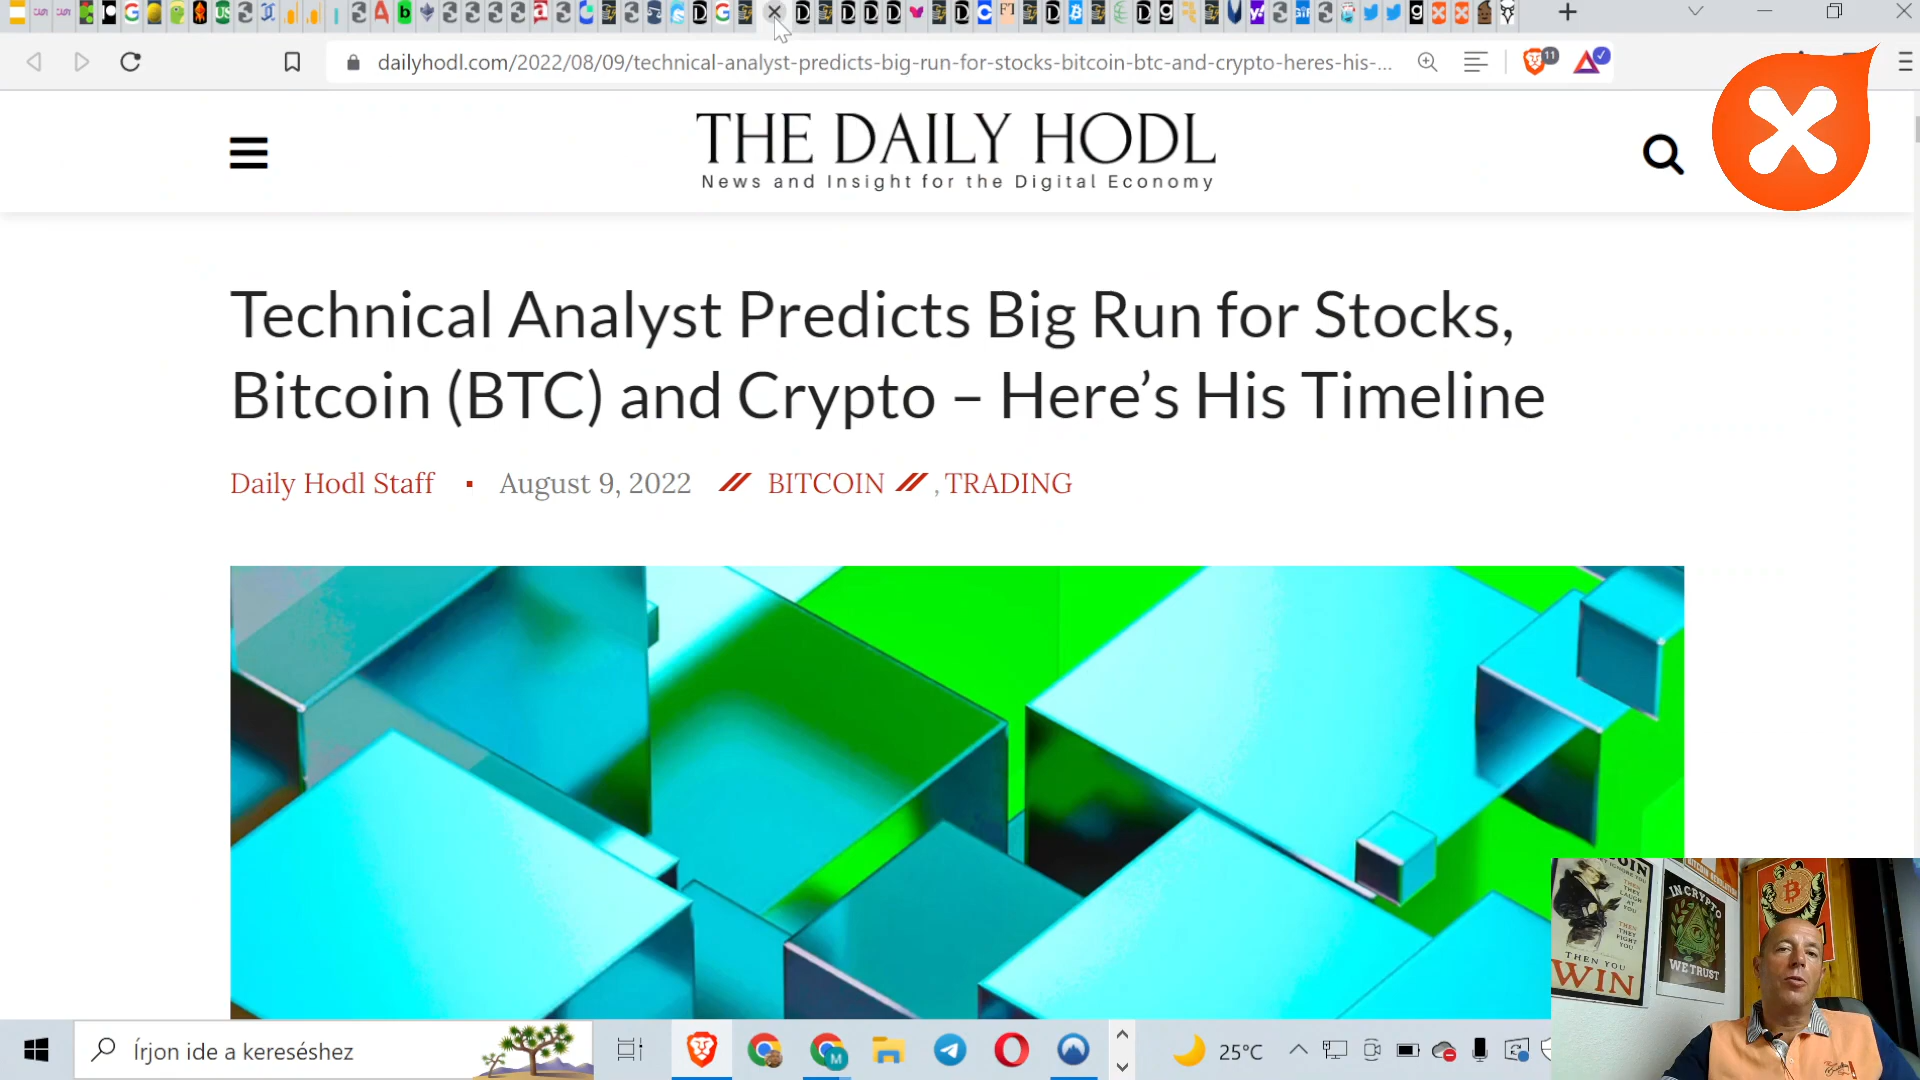 dailyhodl.com/2022/08/09/technical-analyst-predicts-big-run-for-stocks-bitcoin-btc-and-crypto-heres-his-...
11
THE DAILY HODL
News and Insight for the Digital Economy
Technical Analyst Predicts Big Run for Stocks,
Bitcoin (BTC) and Crypto – Here’s His Timeline
Daily Hodl Staff ▪ August 9, 2022 // BITCOIN // , TRADING
THEN YOU
WIN
IN CRYPTO
WE TRUST
Írjon ide a kereséshez
M
25°C